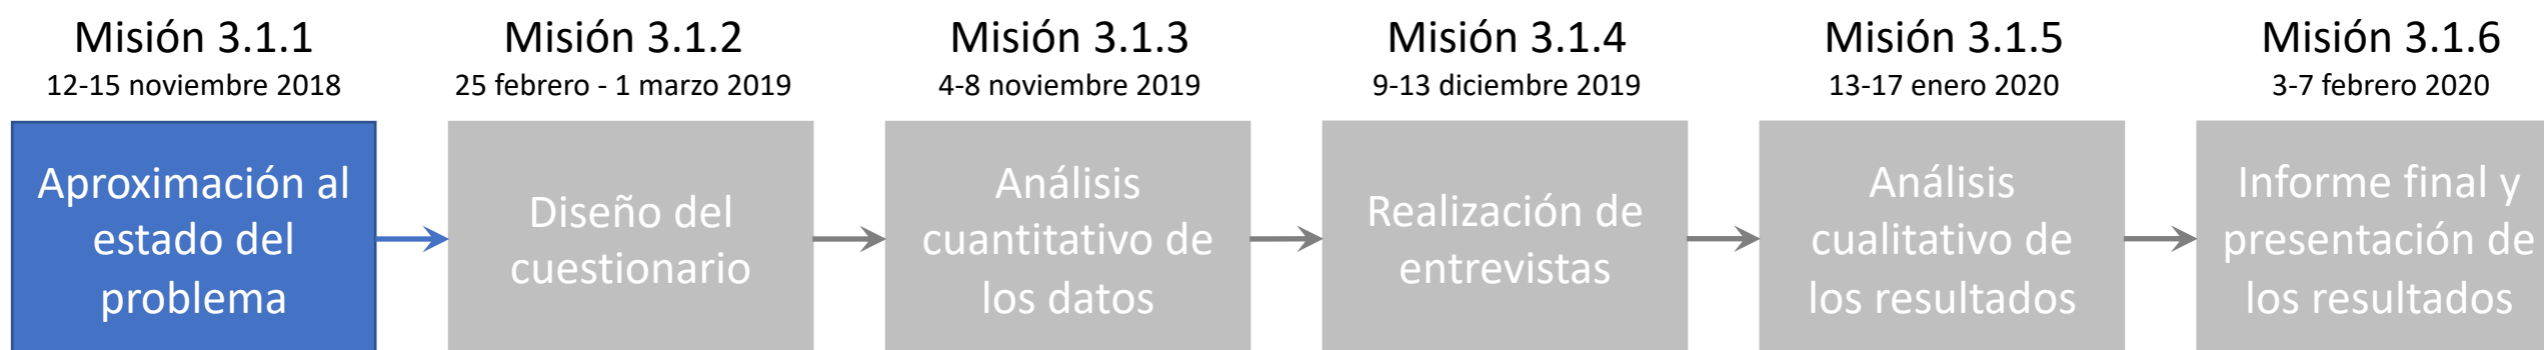 Misión 3.1.1
12-15 noviembre 2018
Aproximación al
estado del
problema
Misión 3.1.2
25 febrero - 1 marzo 2019
Diseño del
cuestionario
Misión 3.1.3
4-8 noviembre 2019
Análisis
cuantitativo de
los datos
Misión 3.1.4
9-13 diciembre 2019
Realización de
entrevistas
Misión 3.1.5
13-17 enero 2020
Análisis
cualitativo de
los resultados
Misión 3.1.6
3-7 febrero 2020
Informe final y
presentación de
los resultados